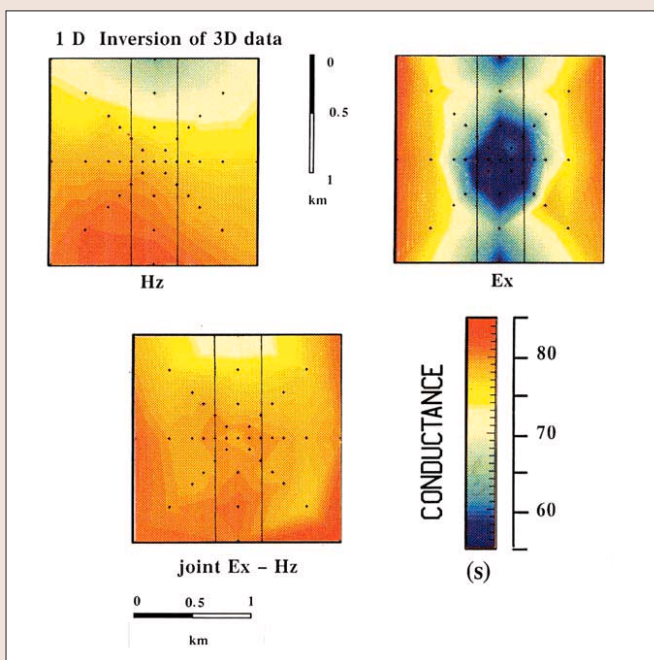 1 D Inversion of 3D data
0
0.5
1
km
Hz
Ex
joint Ex – Hz
0 0.5 1
km
CONDUCTANCE
80
70
60
(s)